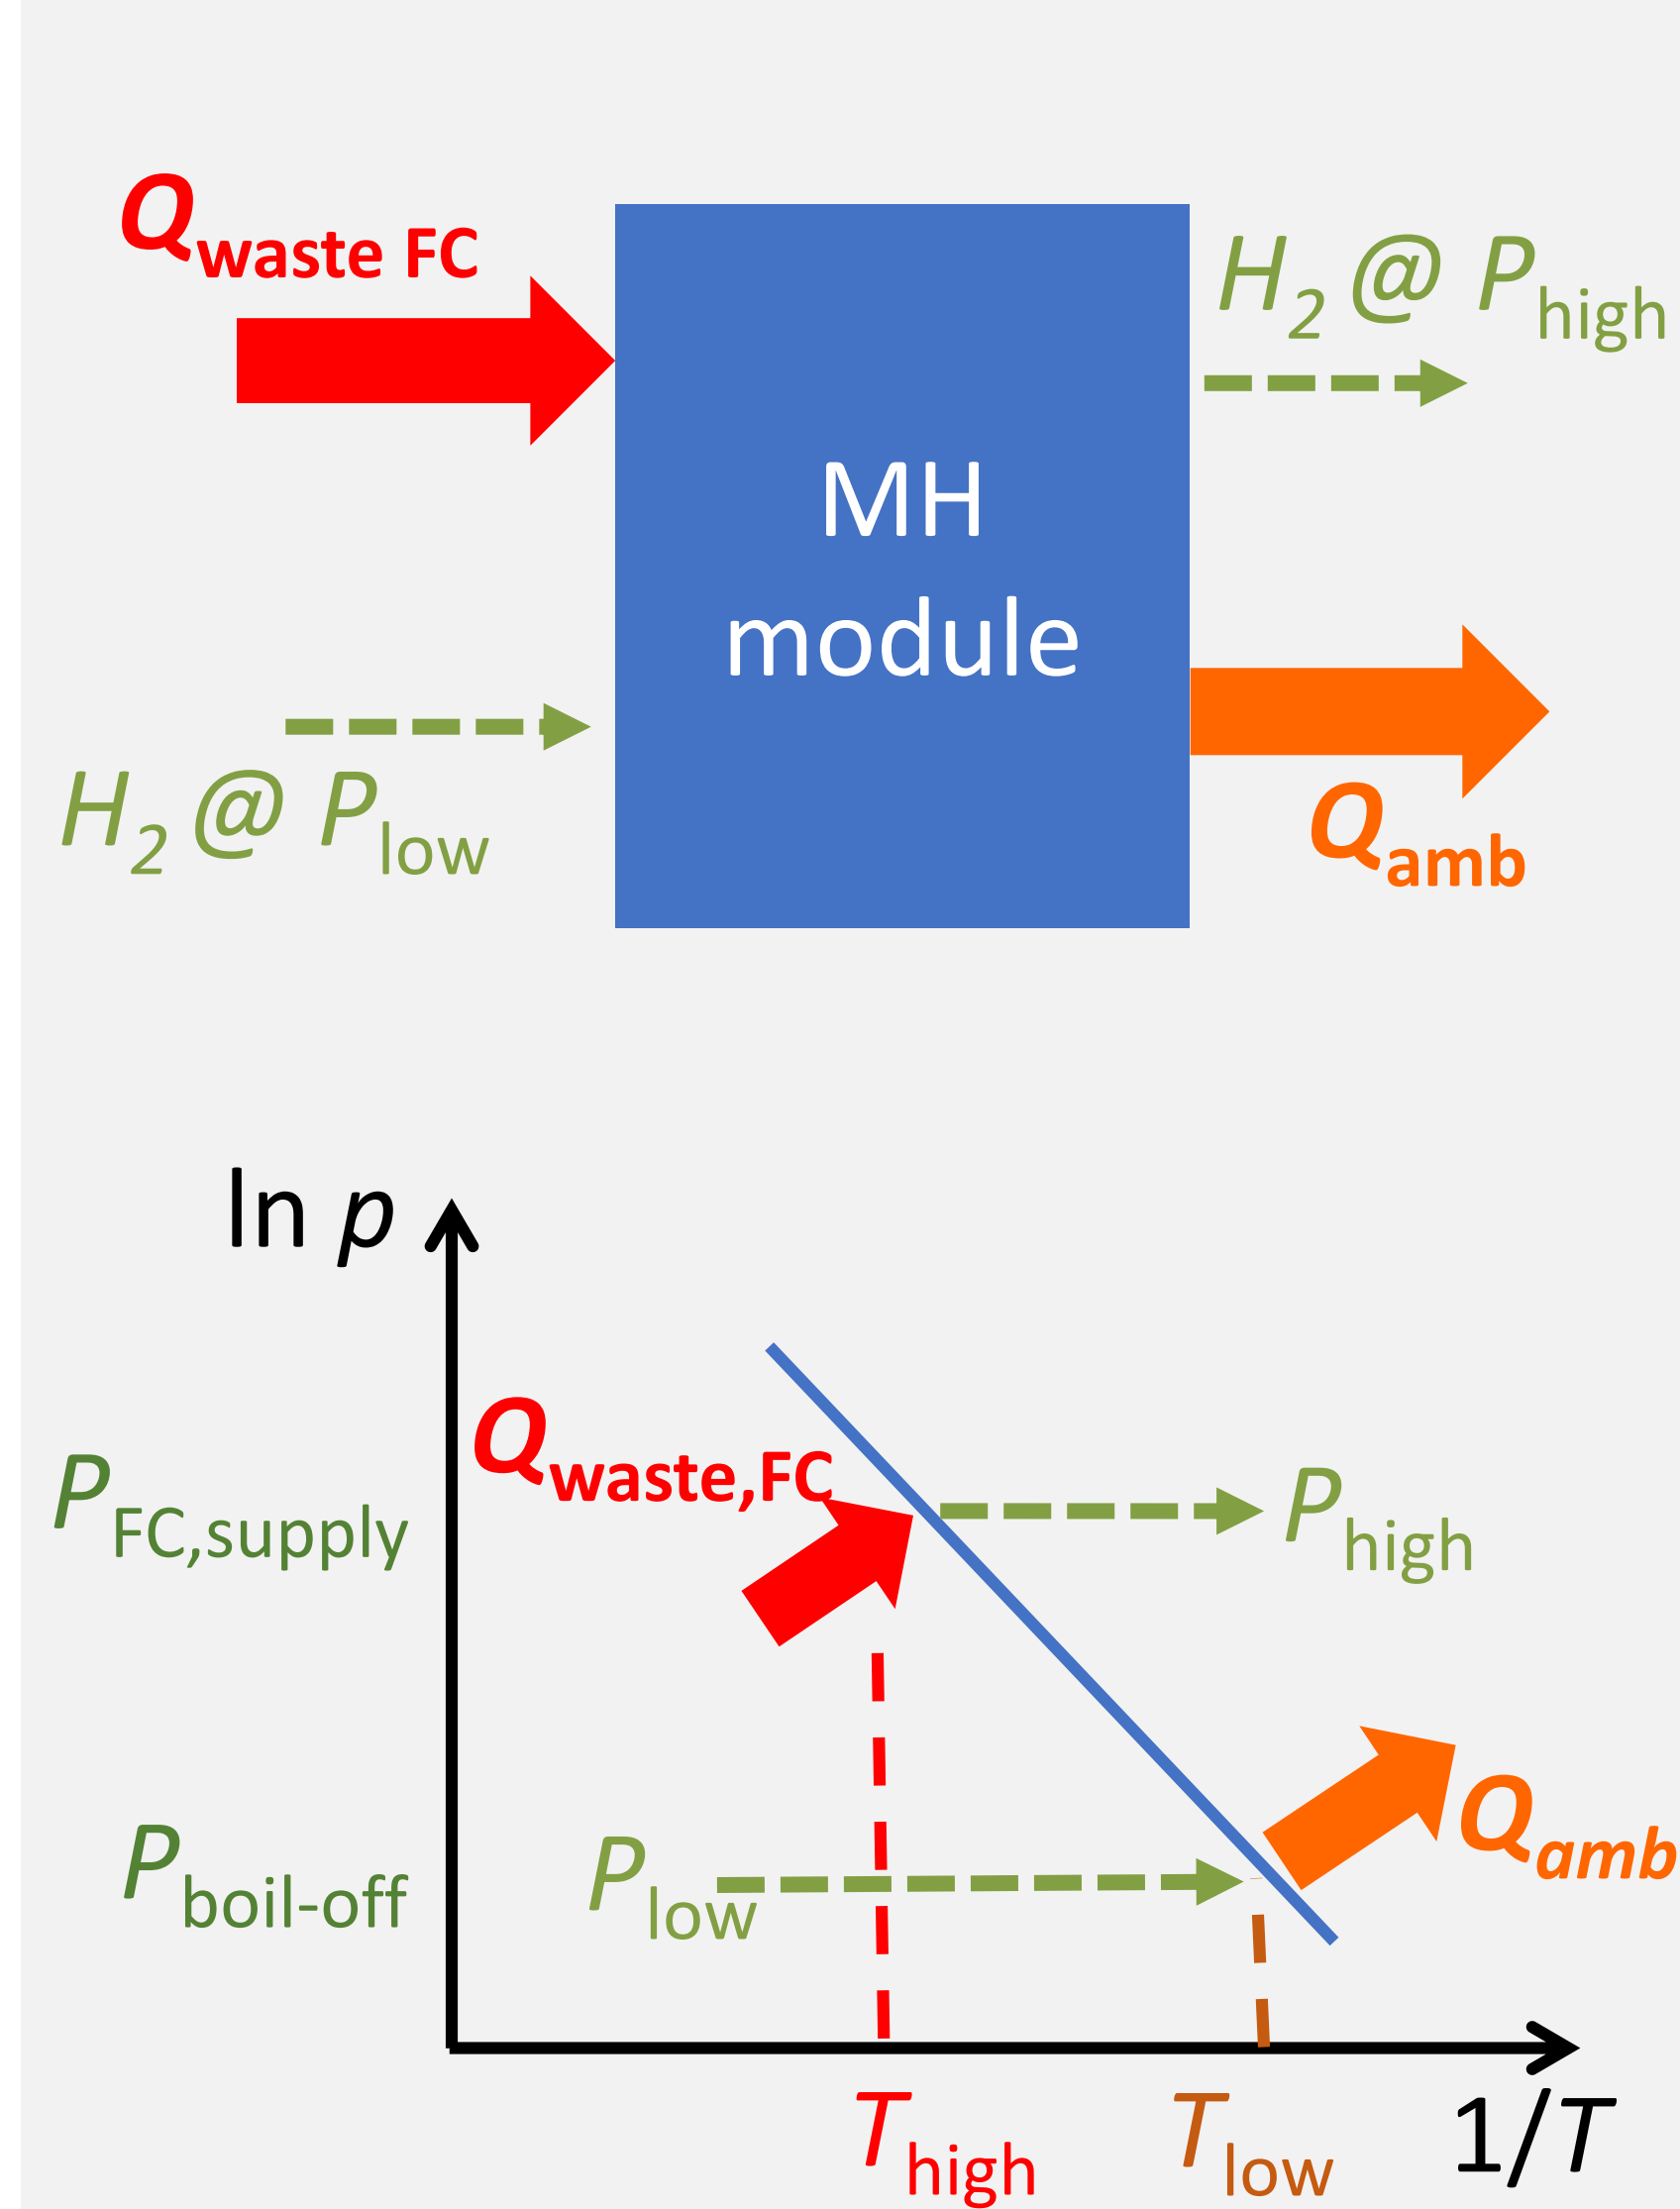 Qwaste FC
H2 @ Phigh
MH
module
H2 @ Plow
Qamb
ln p
Qwaste,FC
PFC,supply
Phigh
Qamb
Pboil-off
Plow
Thigh
Tlow
1/T